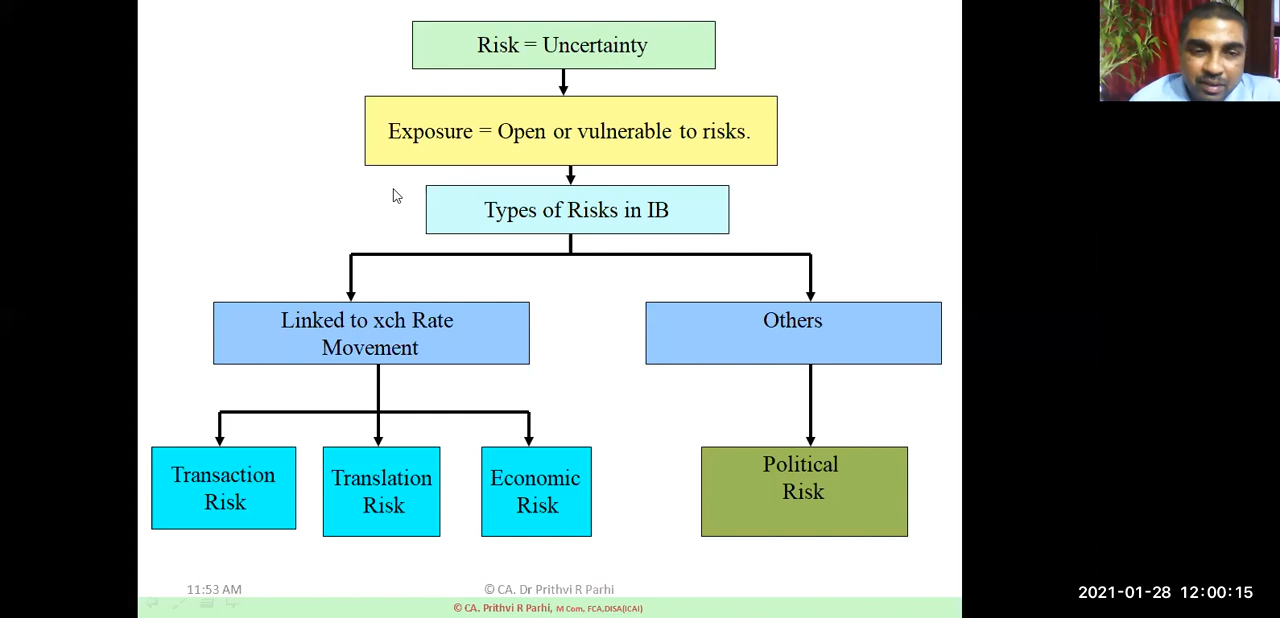 Risk = Uncertainty
Exposure = Open or vulnerable to risks.
Types of Risks in IB
Linked to xch Rate
Movement
Others
Transaction
Risk
Translation
Risk
Economic
Risk
Political
Risk
11:53 AM
© CA. Dr Prithvi R Parhi
© CA. Prithvi R Parhi, M Com, FCA,DISA(ICAI)
2021-01-28 12:00:15